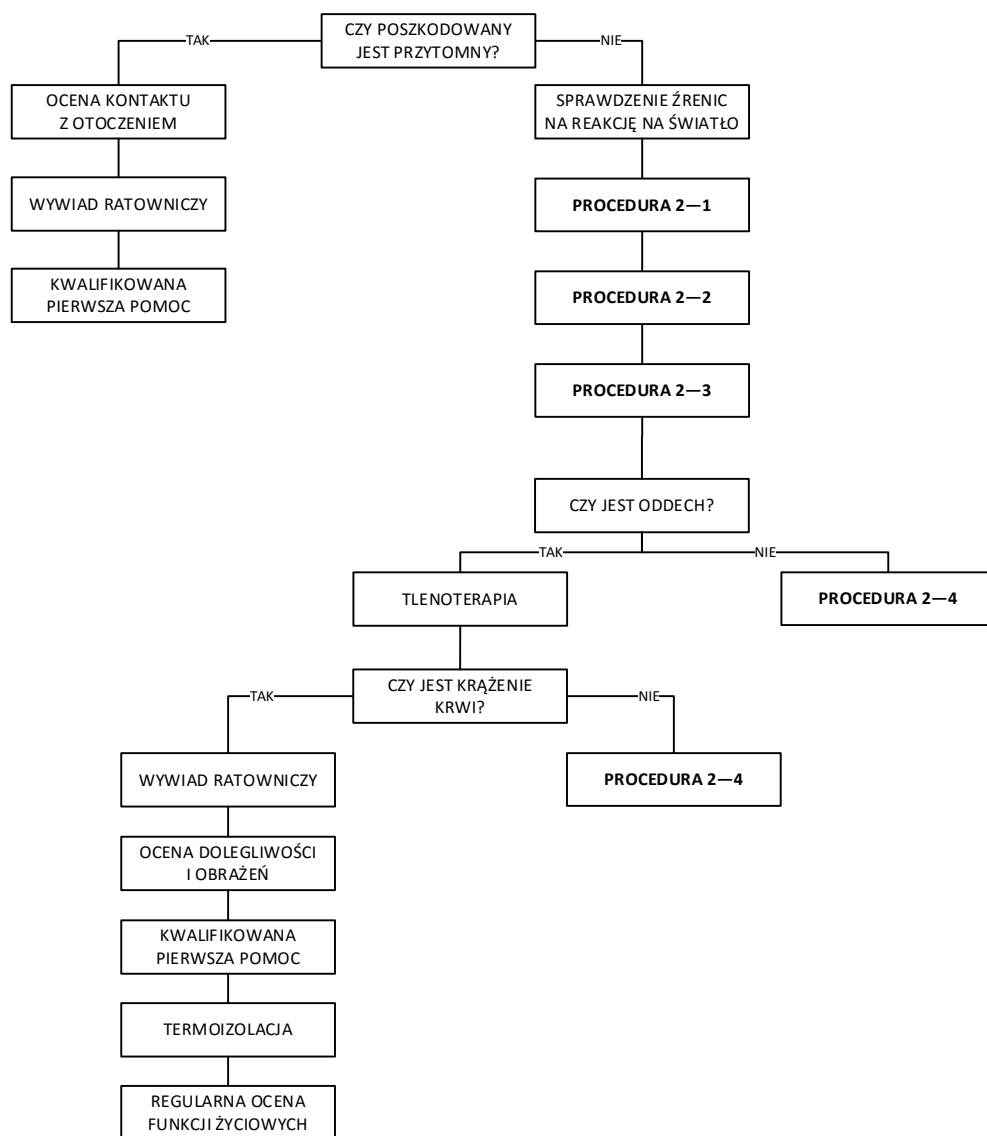 CZY POSZKODOWANY
JEST PRZYTOMNY?
TAK
NIE
OCENA KONTAKTU
Z OTOCZENIEM
SPRAWDZENIE ŹRENIC
NA REAKCJĘ NA ŚWIATŁO
WYWIAD RATOWNICZY
PROCEDURA 2—1
KWALIFIKOWANA
PIERWSZA POMOC
PROCEDURA 2—2
PROCEDURA 2—3
CZY JEST ODDECH?
TAK
NIE
TLENOTERAPIA
PROCEDURA 2—4
CZY JEST KRĄŻENIE
KRWI?
TAK
NIE
WYWIAD RATOWNICZY
PROCEDURA 2—4
OCENA DOLEGLIWOŚCI
I OBRAŻEŃ
KWALIFIKOWANA
PIERWSZA POMOC
TERMOIZOLACJA
REGULARNA OCENA
FUNKCJI ŻYCIOWYCH